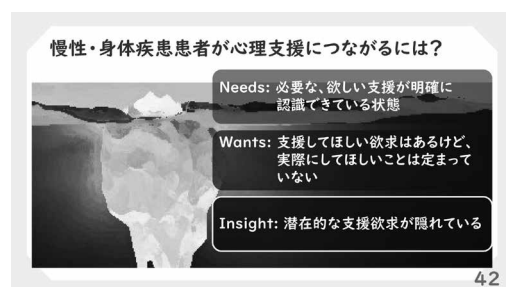 慢性・身体疾患患者が心理支援につながるには？
Needs: 必要な、欲しい支援が明確に
認識できている状態
Wants: 支援してほしい欲求はあるけど、
実際にしてほしいことは定まって
いない
Insight: 潜在的な支援欲求が隠れている
42